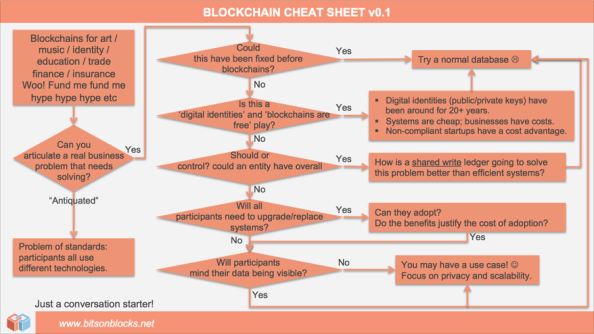 BLOCKCHAIN CHEAT SHEET v0.1
Blockchains for art /
music / identity /
education / trade
finance / insurance
Woo! Fund me fund me
hype hype hype etc
Can you
articulate a real business
problem that needs
solving?
Yes
"Antiquated"
Problem of standards:
participants all use
different technologies.
Could
this have been fixed before
blockchains?
Yes
Try a normal database ☹
No
Is this a
'digital identities' and 'blockchains are
free' play?
Yes
• Digital identities (public/private keys) have
been around for 20+ years.
• Systems are cheap; businesses have costs.
• Non-compliant startups have a cost advantage.
No
Should or
control? could an entity have overall
Yes
How is a shared write ledger going to solve
this problem better than efficient systems?
No
Will all
participants need to upgrade/replace
systems?
Yes
Can they adopt?
Do the benefits justify the cost of adoption?
No
Yes
Will participants
mind their data being visible?
No
You may have a use case! ☺
Focus on privacy and scalability.
Yes
Just a conversation starter!
www.bitsonblocks.net